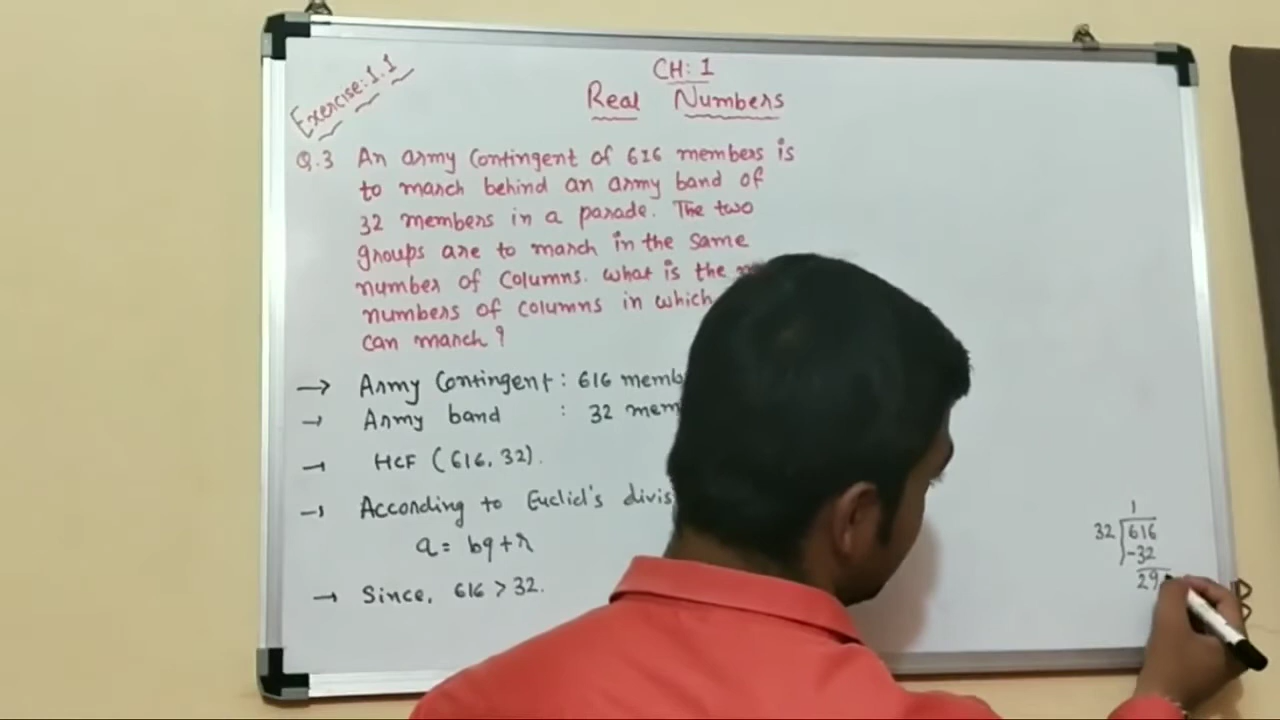 Exercise: 1.1
CH: 1
Real Numbers
Q.3 An army Contingent of 616 members is
to march behind an army band of
32 members in a parade. The two
groups are to march in the same
number of Columns. What is the
numbers of columns in which
can march?
→ Army Contingent : 616 memb
→ Army band : 32 mem
→ HCF (616, 32).
→ According to Euclid's divis
a = bq + r
→ Since, 616 > 32.
1
32 616
-32
29